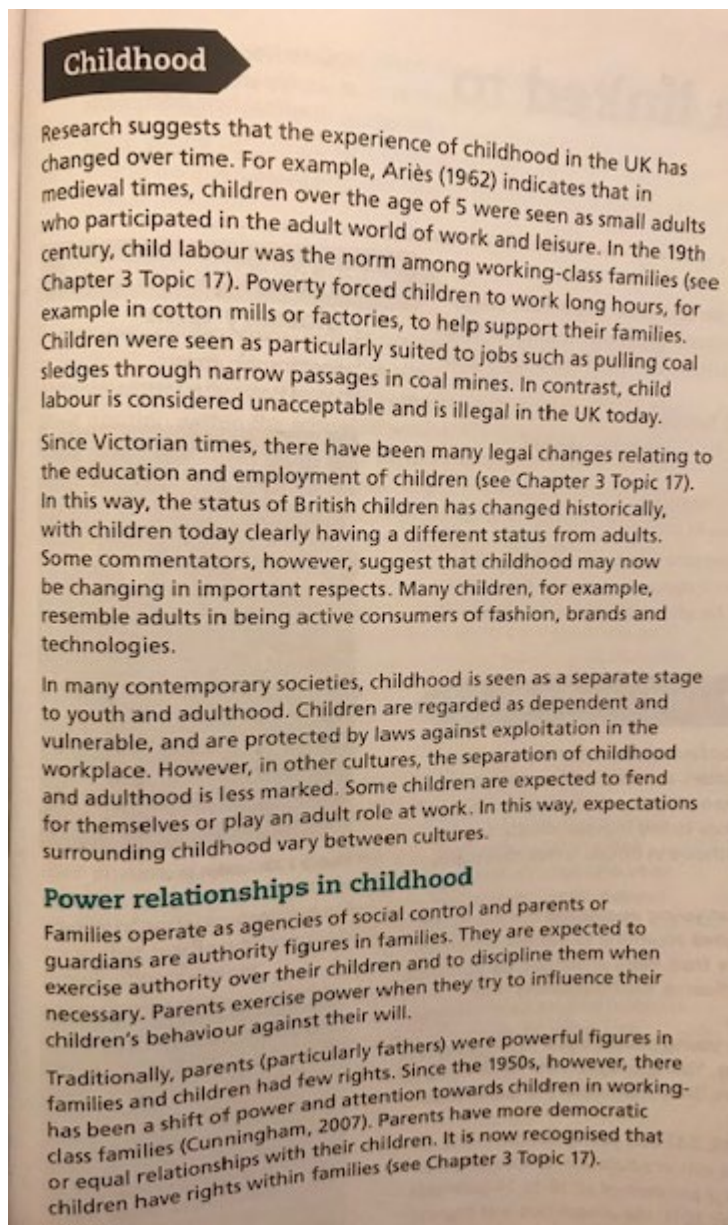 Childhood
Research suggests that the experience of childhood in the UK has
changed over time. For example, Ariès (1962) indicates that in
medieval times, children over the age of 5 were seen as small adults
who participated in the adult world of work and leisure. In the 19th
century, child labour was the norm among working-class families (see
Chapter 3 Topic 17). Poverty forced children to work long hours, for
example in cotton mills or factories, to help support their families.
Children were seen as particularly suited to jobs such as pulling coal
sledges through narrow passages in coal mines. In contrast, child
labour is considered unacceptable and is illegal in the UK today.
Since Victorian times, there have been many legal changes relating to
the education and employment of children (see Chapter 3 Topic 17).
In this way, the status of British children has changed historically,
with children today clearly having a different status from adults.
Some commentators, however, suggest that childhood may now
be changing in important respects. Many children, for example,
resemble adults in being active consumers of fashion, brands and
technologies.
In many contemporary societies, childhood is seen as a separate stage
to youth and adulthood. Children are regarded as dependent and
vulnerable, and are protected by laws against exploitation in the
workplace. However, in other cultures, the separation of childhood
and adulthood is less marked. Some children are expected to fend
for themselves or play an adult role at work. In this way, expectations
surrounding childhood vary between cultures.
Power relationships in childhood
Families operate as agencies of social control and parents or
guardians are authority figures in families. They are expected to
exercise authority over their children and to discipline them when
necessary. Parents exercise power when they try to influence their
children's behaviour against their will.
Traditionally, parents (particularly fathers) were powerful figures in
families and children had few rights. Since the 1950s, however, there
has been a shift of power and attention towards children in working-
class families (Cunningham, 2007). Parents have more democratic
or equal relationships with their children. It is now recognised that
children have rights within families (see Chapter 3 Topic 17).